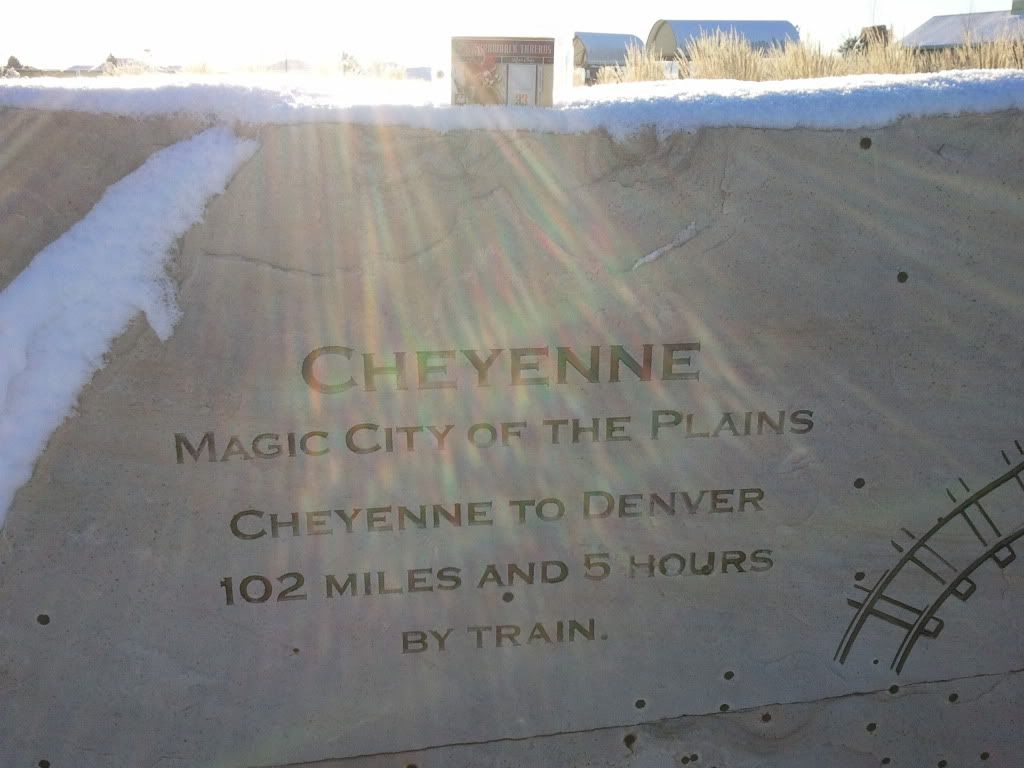 CHEYENNE
MAGIC CITY OF THE PLAINS
CHEYENNE TO DENVER
102 MILES AND 5 HOURS
BY TRAIN.